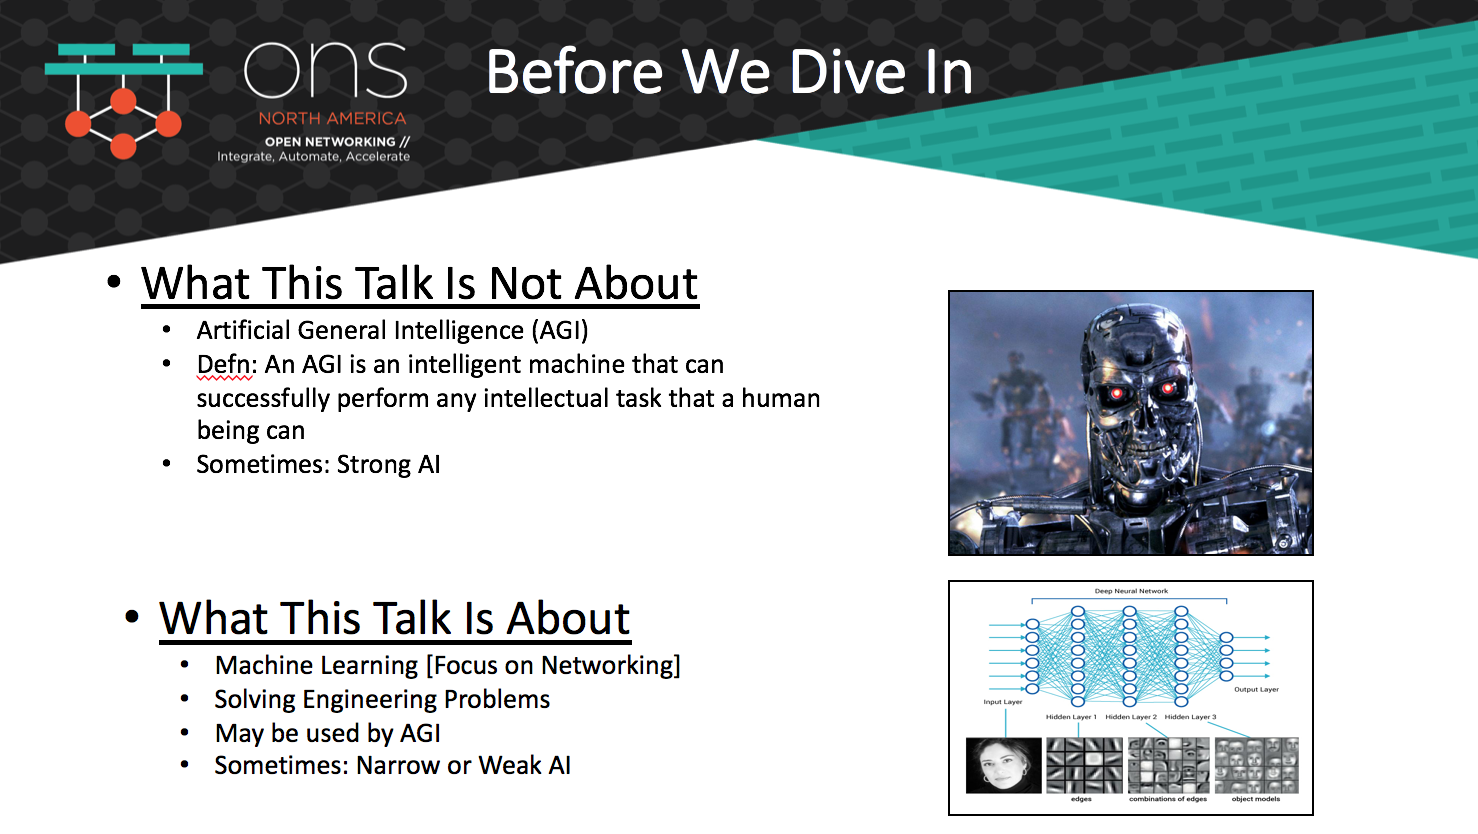 ons
NORTH AMERICA
OPEN NETWORKING //
Integrate, Automate, Accelerate
Before We Dive In
• What This Talk Is Not About
• Artificial General Intelligence (AGI)
• Defn: An AGI is an intelligent machine that can
successfully perform any intellectual task that a human
being can
• Sometimes: Strong AI
• What This Talk Is About
• Machine Learning [Focus on Networking]
• Solving Engineering Problems
• May be used by AGI
• Sometimes: Narrow or Weak AI
Deep Neural Network
Input Layer
Output Layer
Hidden Layer 1 Hidden Layer 2 Hidden Layer 3
edges combinations of edges object models